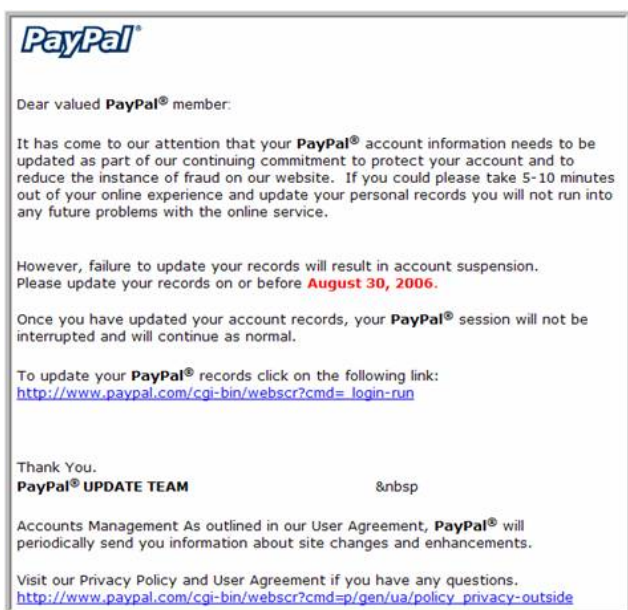 PayPal®
Dear valued PayPal® member:
It has come to our attention that your PayPal® account information needs to be
updated as part of our continuing commitment to protect your account and to
reduce the instance of fraud on our website. If you could please take 5-10 minutes
out of your online experience and update your personal records you will not run into
any future problems with the online service.
However, failure to update your records will result in account suspension.
Please update your records on or before August 30, 2006.
Once you have updated your account records, your PayPal® session will not be
interrupted and will continue as normal.
To update your PayPal® records click on the following link:
http://www.paypal.com/cgi-bin/webscr?cmd=_login-run
Thank You.
PayPal® UPDATE TEAM &nbsp
Accounts Management As outlined in our User Agreement, PayPal® will
periodically send you information about site changes and enhancements.
Visit our Privacy Policy and User Agreement if you have any questions.
http://www.paypal.com/cgi-bin/webscr?cmd=p/gen/ua/policy_privacy-outside